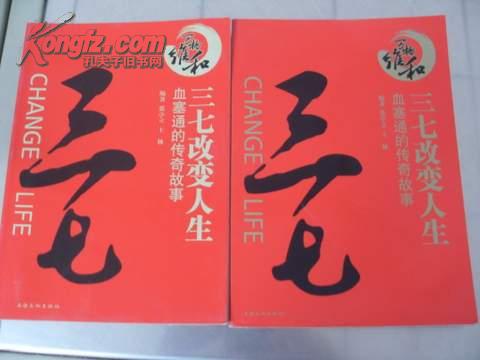 Kongfz.com
孔夫子旧书网
维和
三七改变人生
血塞通的传奇故事
三七
CHANGE LIFE
维和
三七改变人生
血塞通的传奇故事
三七
CHANGE LIFE